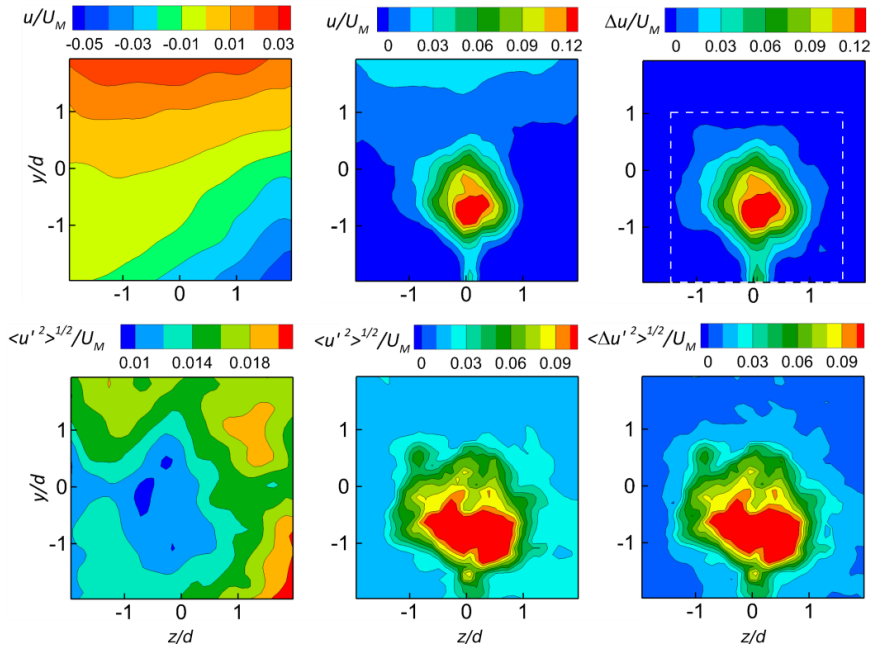 u/U_M u/U_M Δu/U_M
-0.05 -0.03 -0.01 0.01 0.03 0 0.03 0.06 0.09 0.12 0 0.03 0.06 0.09 0.12
1 1 1
y/d 0 0 0
-1 -1 -1
-1 0 1 -1 0 1 -1 0 1
<u' ²>^1/2/U_M <u' ²>^1/2/U_M <Δu' ²>^1/2/U_M
0.01 0.014 0.018 0 0.03 0.06 0.09 0 0.03 0.06 0.09
1 1 1
y/d 0 0 0
-1 -1 -1
-1 0 1 -1 0 1 -1 0 1
z/d z/d z/d